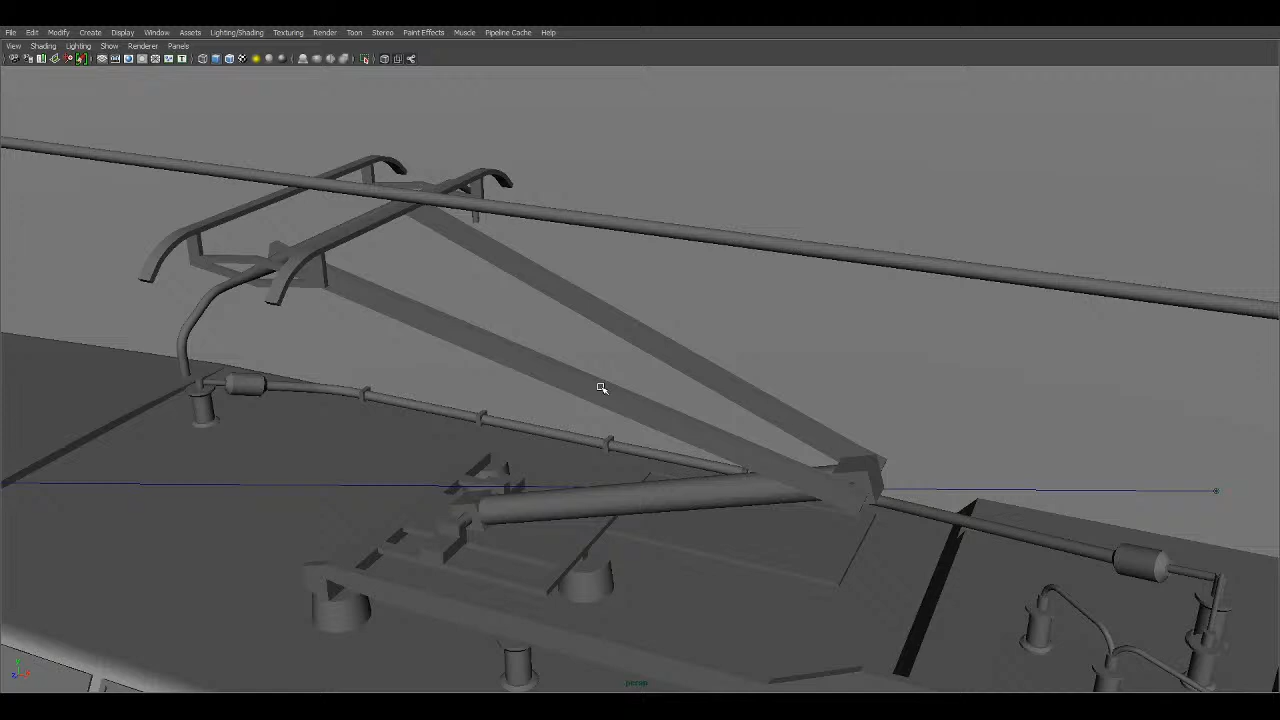 File Edit Modify Create Display Window Assets Lighting/Shading Texturing Render Toon Stereo Paint Effects Muscle Pipeline Cache Help
View Shading Lighting Show Renderer Panels
persp